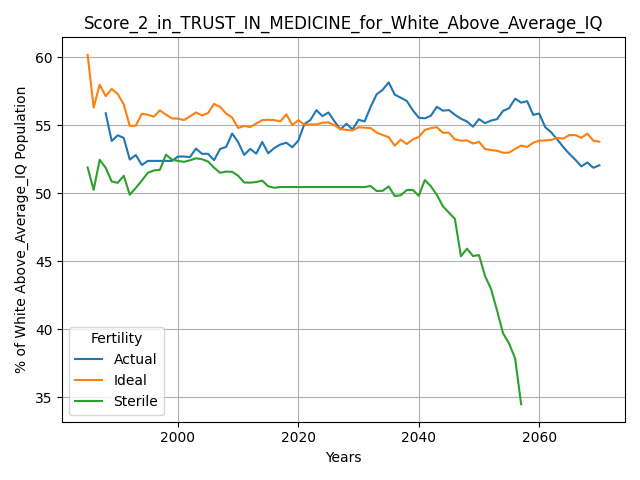 Score_2_in_TRUST_IN_MEDICINE_for_White_Above_Average_IQ
% of White Above_Average_IQ Population
60
55
50
45
40
35
Fertility
Actual
Ideal
Sterile
2000 2020 2040 2060
Years